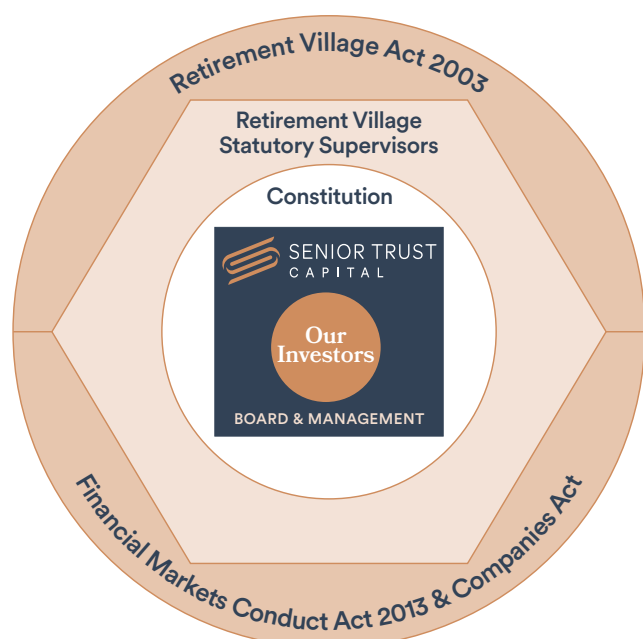 Retirement Village Act 2003
Retirement Village
Statutory Supervisors
Constitution
SENIOR TRUST
CAPITAL
Our
Investors
BOARD & MANAGEMENT
Financial Markets Conduct Act 2013 & Companies Act